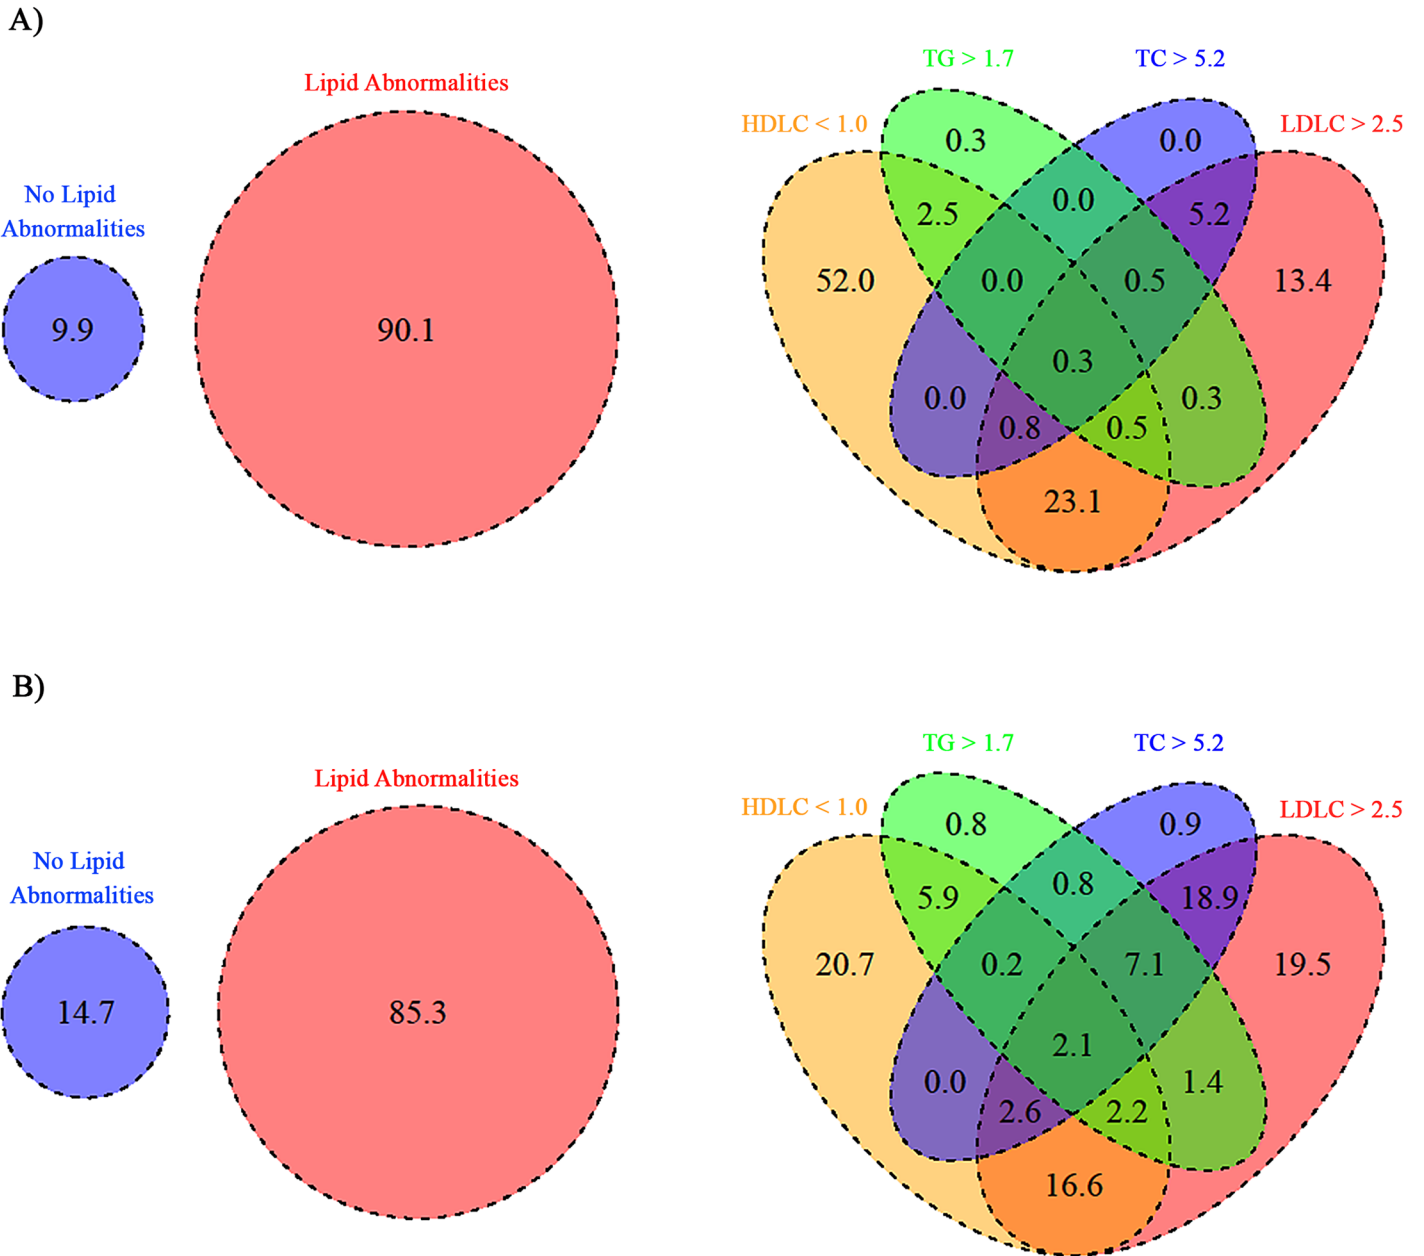 A)
Lipid Abnormalities
No Lipid
Abnormalities
9.9
90.1
TG > 1.7
TC > 5.2
HDLC < 1.0
LDLC > 2.5
0.3
0.0
2.5
0.0
5.2
52.0
0.0
0.5
13.4
0.3
0.0
0.3
0.8
0.5
23.1
B)
Lipid Abnormalities
No Lipid
Abnormalities
14.7
85.3
TG > 1.7
TC > 5.2
HDLC < 1.0
LDLC > 2.5
0.8
0.9
5.9
0.8
18.9
20.7
0.2
7.1
19.5
2.1
0.0
1.4
2.6
2.2
16.6